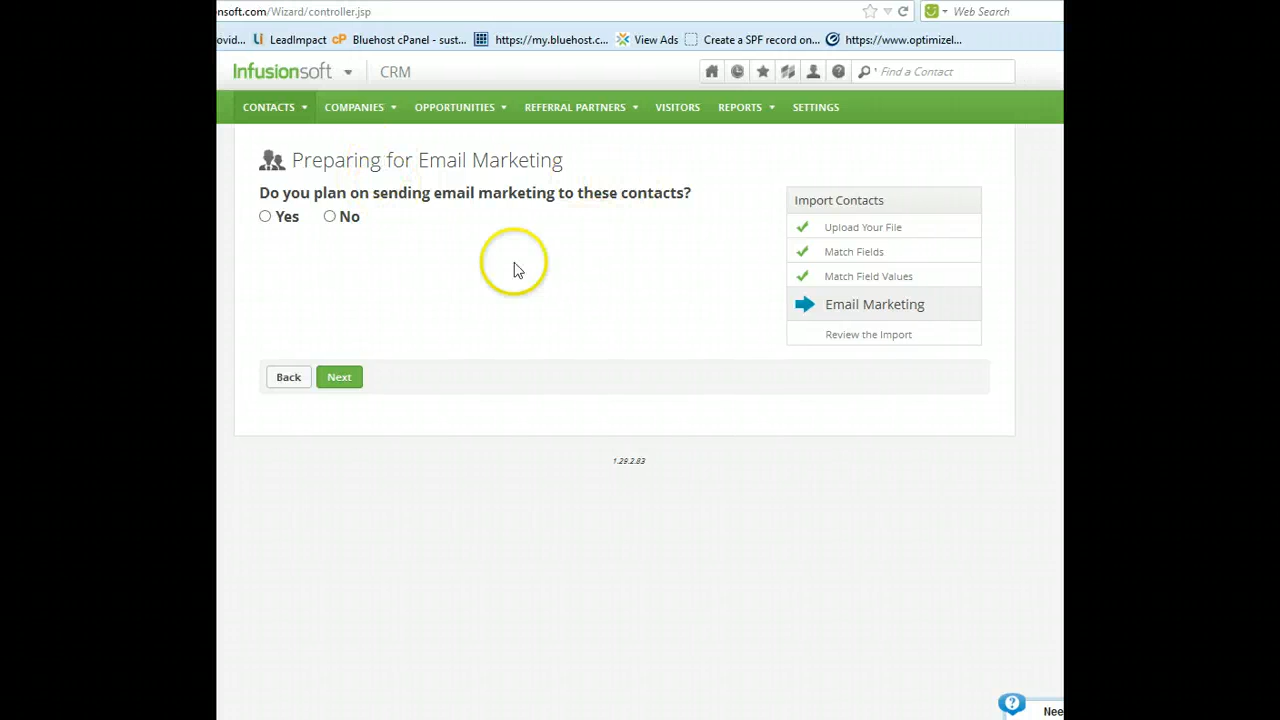 nsoft.com/Wizard/controller.jsp
Web Search
ovid... LeadImpact cP Bluehost cPanel - sust... https://my.bluehost.c... View Ads Create a SPF record on... https://www.optimizel...
Infusionsoft CRM
Find a Contact
CONTACTS COMPANIES OPPORTUNITIES REFERRAL PARTNERS VISITORS REPORTS SETTINGS
Preparing for Email Marketing
Do you plan on sending email marketing to these contacts?
Yes No
Import Contacts
Upload Your File
Match Fields
Match Field Values
Email Marketing
Review the Import
Back Next
1.29.2.83
? Nee